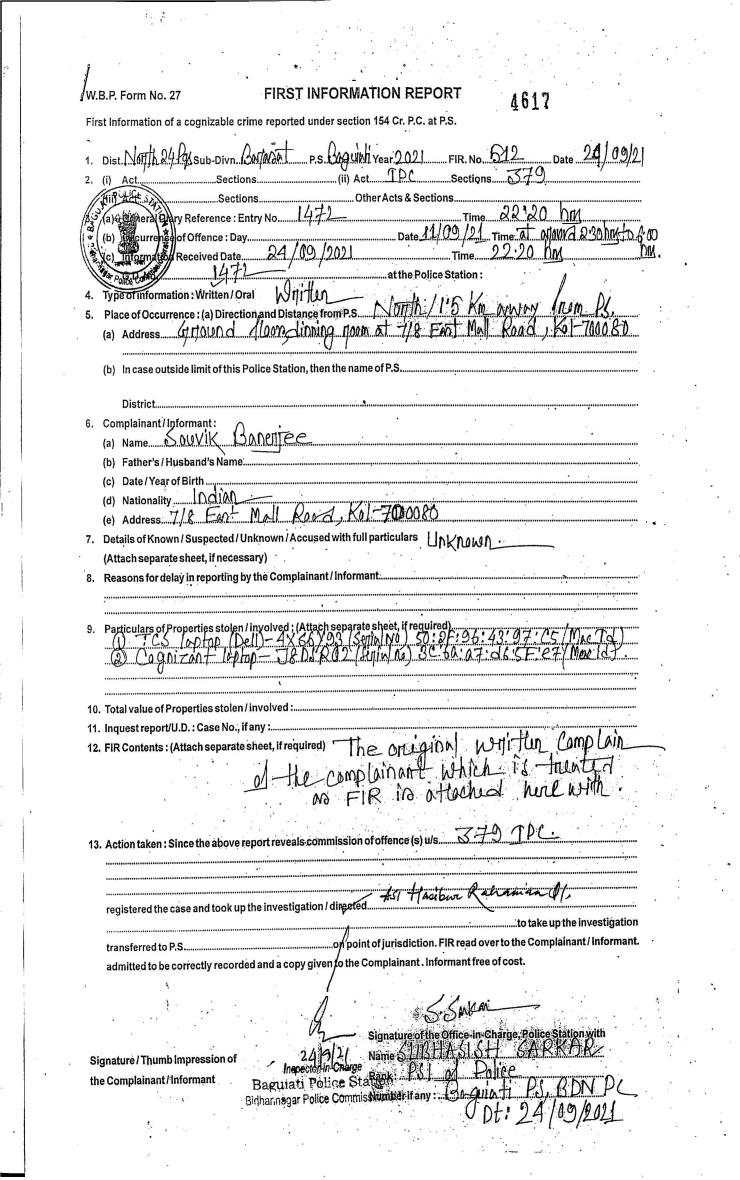 W.B.P. Form No. 27 FIRST INFORMATION REPORT 4617
First Information of a cognizable crime reported under section 154 Cr. P.C. at P.S.
1. Dist. North 24 Pgs Sub-Divn. Barasat P.S. Baguiati Year 2021 FIR. No. 612 Date 24/09/21
2. (i) Act Sections (ii) Act IPC Sections 379
(iii) Act Sections Other Acts & Sections
3. (a) General Diary Reference : Entry No. 1472 Time 22:20 hrs
(b) Occurrence of Offence : Day Date 11/09/21 Time at around 2:30 hrs to 6:00 hrs.
(c) Information Received Date 24/09/2021 Time 22:20 hrs
1472 at the Police Station :
4. Type of information : Written / Oral Written
5. Place of Occurrence : (a) Direction and Distance from P.S. North / 1.5 Km away from PS.
(a) Address Ground floor dinning room at 7/8 East Mall Road, Kol-700080
(b) In case outside limit of this Police Station, then the name of P.S.
District
6. Complainant / Informant :
(a) Name Souvik Banerjee
(b) Father's / Husband's Name
(c) Date / Year of Birth
(d) Nationality Indian
(e) Address 7/8 East Mall Road, Kol-700080
7. Details of Known / Suspected / Unknown / Accused with full particulars Unknown.
(Attach separate sheet, if necessary)
8. Reasons for delay in reporting by the Complainant / Informant
9. Particulars of Properties stolen / involved : (Attach separate sheet, if required)
① TCS laptop (Dell)- 4X56Y93 (Serial No) 50:2F:96:43:97:C5 (Mac Id)
② Cognizant laptop - (Serial no) 3C:6a:a7:d6:5F:e7 (Mac Id).
10. Total value of Properties stolen / involved :
11. Inquest report/U.D. : Case No., if any :
12. FIR Contents : (Attach separate sheet, if required) The original written complain
of the complainant which is treated
as FIR is attached here with.
13. Action taken : Since the above report reveals commission of offence (s) u/s 379 IPC.
registered the case and took up the investigation / directed ASI Hasibur Rahaman
to take up the investigation
transferred to P.S. on point of jurisdiction. FIR read over to the Complainant / Informant.
admitted to be correctly recorded and a copy given to the Complainant. Informant free of cost.
S. Sarkar
Signature of the Office-in-Charge, Police Station with
Signature / Thumb Impression of
the Complainant / Informant
24/9/21
Inspector-In-Charge
Baguiati Police Station
Bidhannagar Police Commissionerate
Name SUBHASISH SARKAR
Rank : PSI of Police
Number if any : Baguiati PS, BDN PC
Dt: 24/09/2021